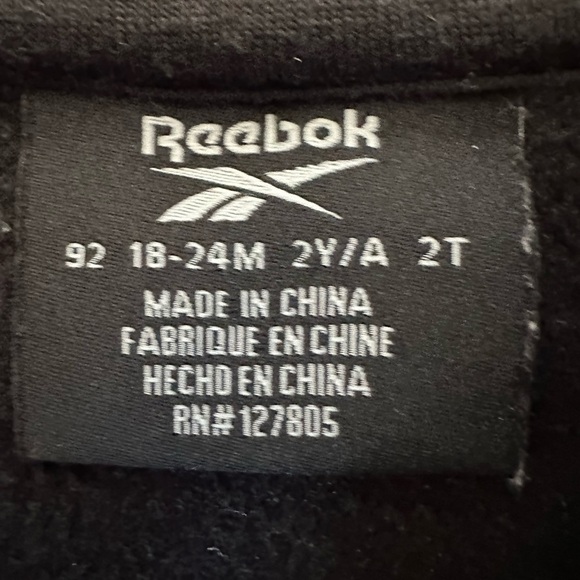 Reebok
92 18-24M 2Y/A 2T
MADE IN CHINA
FABRIQUE EN CHINE
HECHO EN CHINA
RN#127805